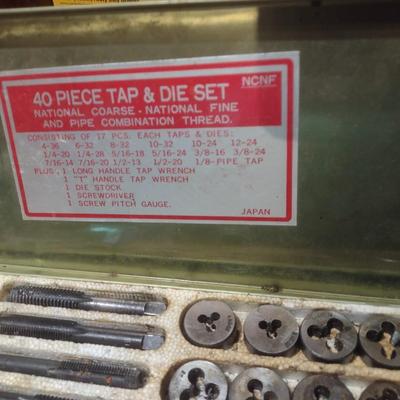 NCNF
40 PIECE TAP & DIE SET
NATIONAL COARSE - NATIONAL FINE
AND PIPE COMBINATION THREAD.
CONSISTING OF 17 PCS. EACH TAPS & DIES:
4-36 6-32 8-32 10-32 10-24 12-24
1/4-20 1/4-28 5/16-18 5/16-24 3/8-16 3/8-24
7/16-14 7/16-20 1/2-13 1/2-20 1/8-PIPE TAP
PLUS, 1 LONG HANDLE TAP WRENCH
1 "T" HANDLE TAP WRENCH
1 DIE STOCK
1 SCREWDRIVER
1 SCREW PITCH GAUGE.
JAPAN